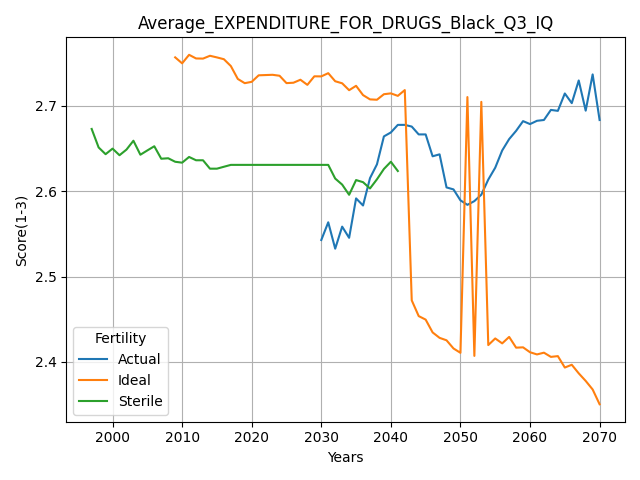 Average_EXPENDITURE_FOR_DRUGS_Black_Q3_IQ
Score(1-3)
2.7
2.6
2.5
2.4
Fertility
Actual
Ideal
Sterile
2000
2010
2020
2030
2040
2050
2060
2070
Years